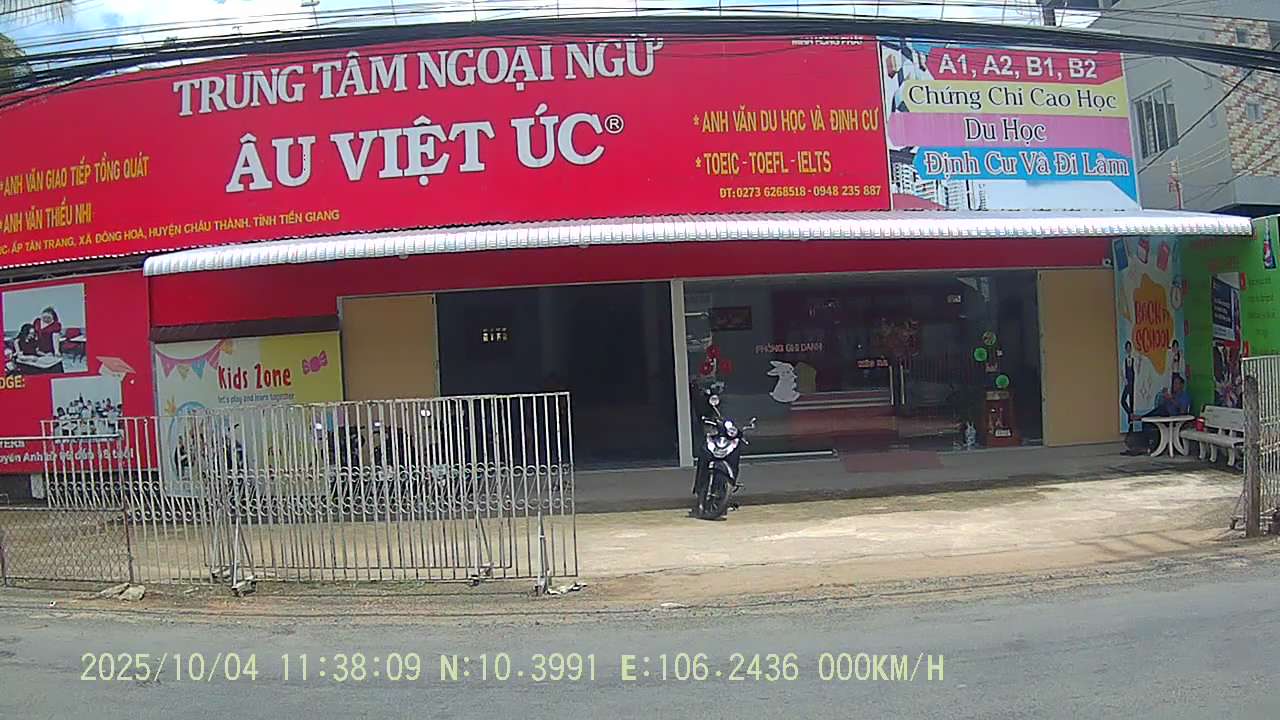 TRUNG TÂM NGOẠI NGỮ
ÂU VIỆT ÚC®
*ANH VĂN GIAO TIẾP TỔNG QUÁT
*ANH VĂN THIẾU NHI
ĐC: ẤP TÂN TRANG, XÃ ĐÔNG HOÀ, HUYỆN CHÂU THÀNH, TỈNH TIỀN GIANG
*ANH VĂN DU HỌC VÀ ĐỊNH CƯ
*TOEIC - TOEFL - IELTS
ĐT: 0273 6268518 - 0948 235 887
A1, A2, B1, B2
Chứng Chỉ Cao Học
Du Học
Định Cư Và Đi Làm
Kids Zone
let's play and learn together
PHÒNG GHI DANH
BACK TO
SCHOOL
2025/10/04 11:38:09 N:10.3991 E:106.2436 000KM/H